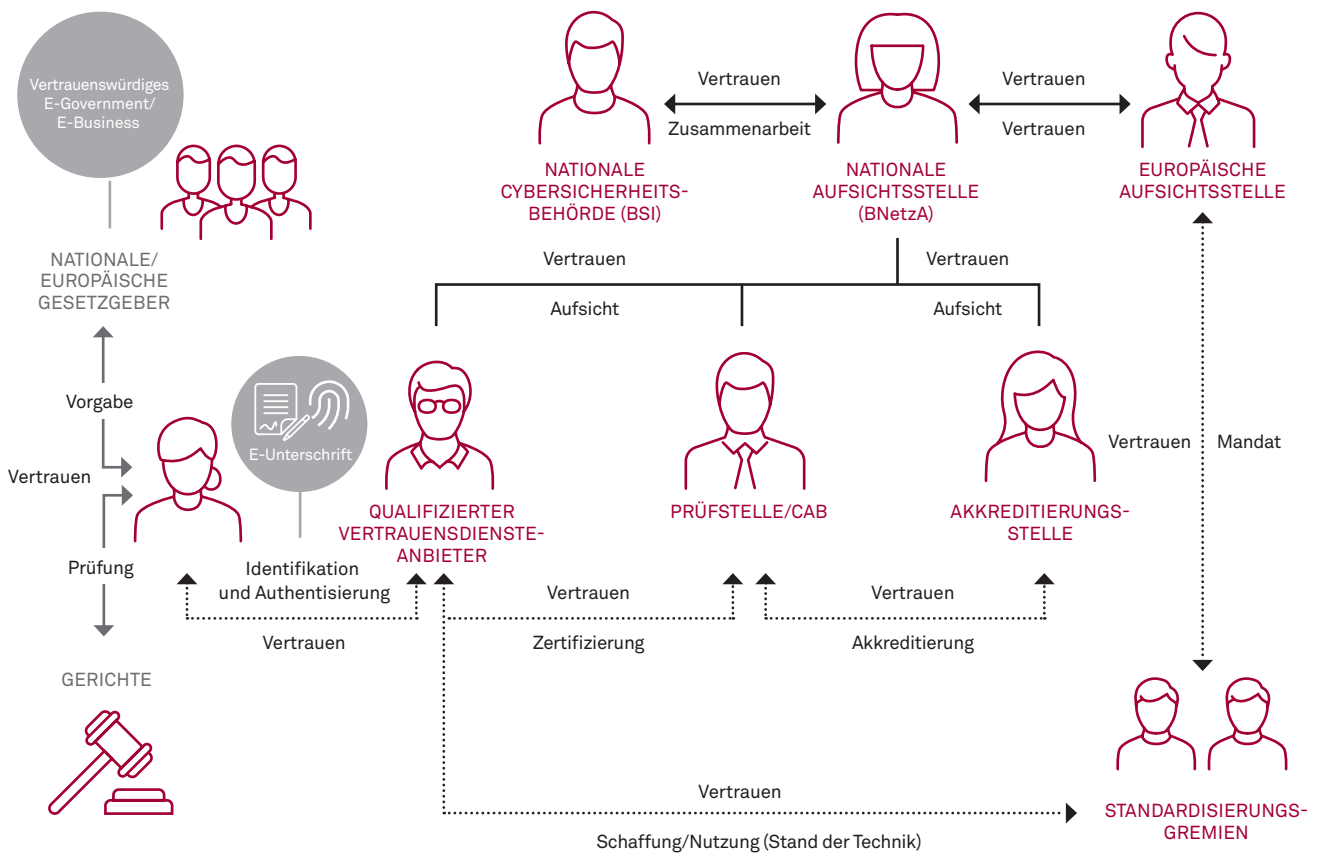 Vertrauenswürdiges
E-Government/
E-Business
NATIONALE/
EUROPÄISCHE
GESETZGEBER
Vorgabe
Vertrauen
Prüfung
GERICHTE
Vertrauen
Zusammenarbeit
Vertrauen
Vertrauen
NATIONALE
CYBERSICHERHEITS-
BEHÖRDE (BSI)
NATIONALE
AUFSICHTSSTELLE
(BNetzA)
EUROPÄISCHE
AUFSICHTSSTELLE
Vertrauen
Aufsicht
Vertrauen
Aufsicht
E-Unterschrift
QUALIFIZIERTER
VERTRAUENSDIENSTE-
ANBIETER
PRÜFSTELLE/CAB
AKKREDITIERUNGS-
STELLE
Vertrauen
Mandat
Identifikation
und Authentisierung
Vertrauen
Vertrauen
Zertifizierung
Vertrauen
Akkreditierung
Vertrauen
Schaffung/Nutzung (Stand der Technik)
STANDARDISIERUNGS-
GREMIEN